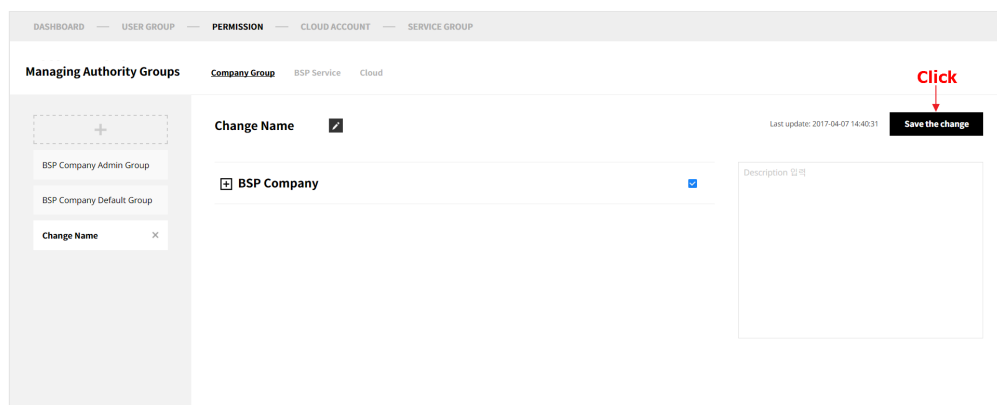 DASHBOARD — USER GROUP — PERMISSION — CLOUD ACCOUNT — SERVICE GROUP
Managing Authority Groups Company Group BSP Service Cloud
Click
+
Change Name
Last update: 2017-04-07 14:40:31 Save the change
BSP Company Admin Group
BSP Company Default Group
Change Name ×
+ BSP Company
Description 입력